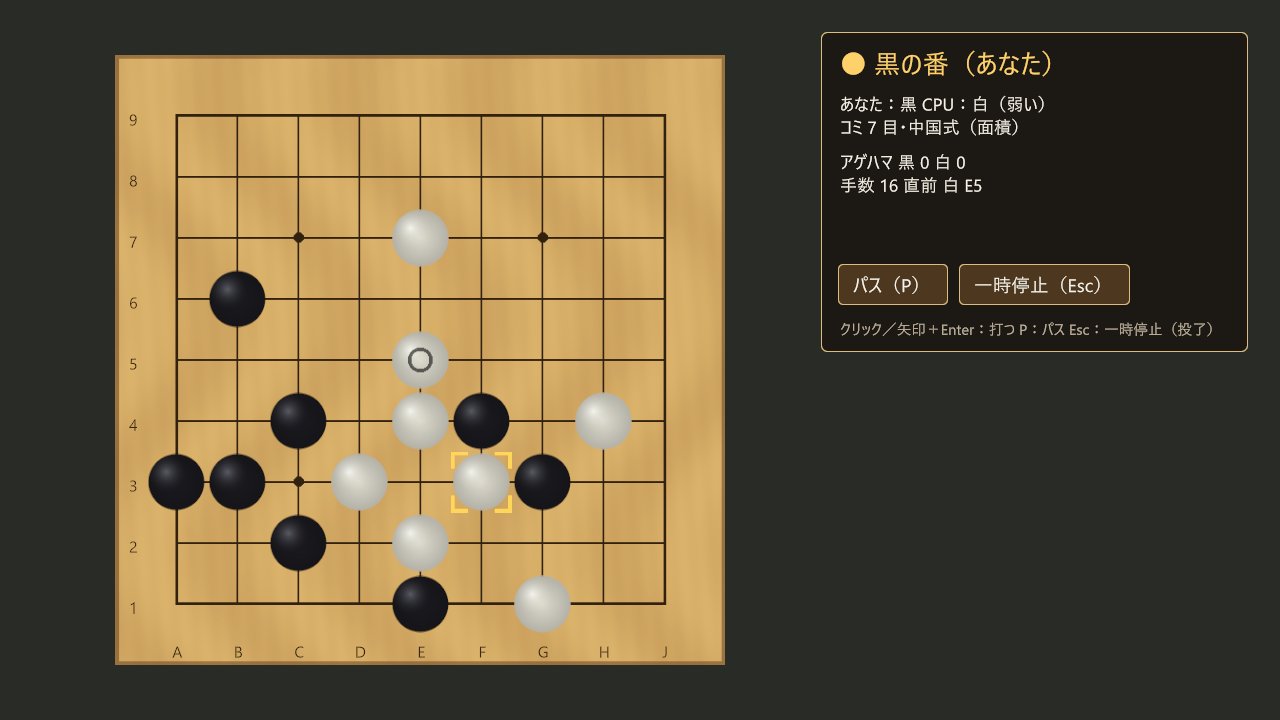 黒の番（あなた）
あなた：黒 CPU：白（弱い）
コミ 7 目・中国式（面積）
アゲハマ 黒 0 白 0
手数 16 直前 白 E5
パス（P） 一時停止（Esc）
クリック／矢印＋Enter：打つ P：パス Esc：一時停止（投了）
9
8
7
6
5
4
3
2
1
A B C D E F G H J